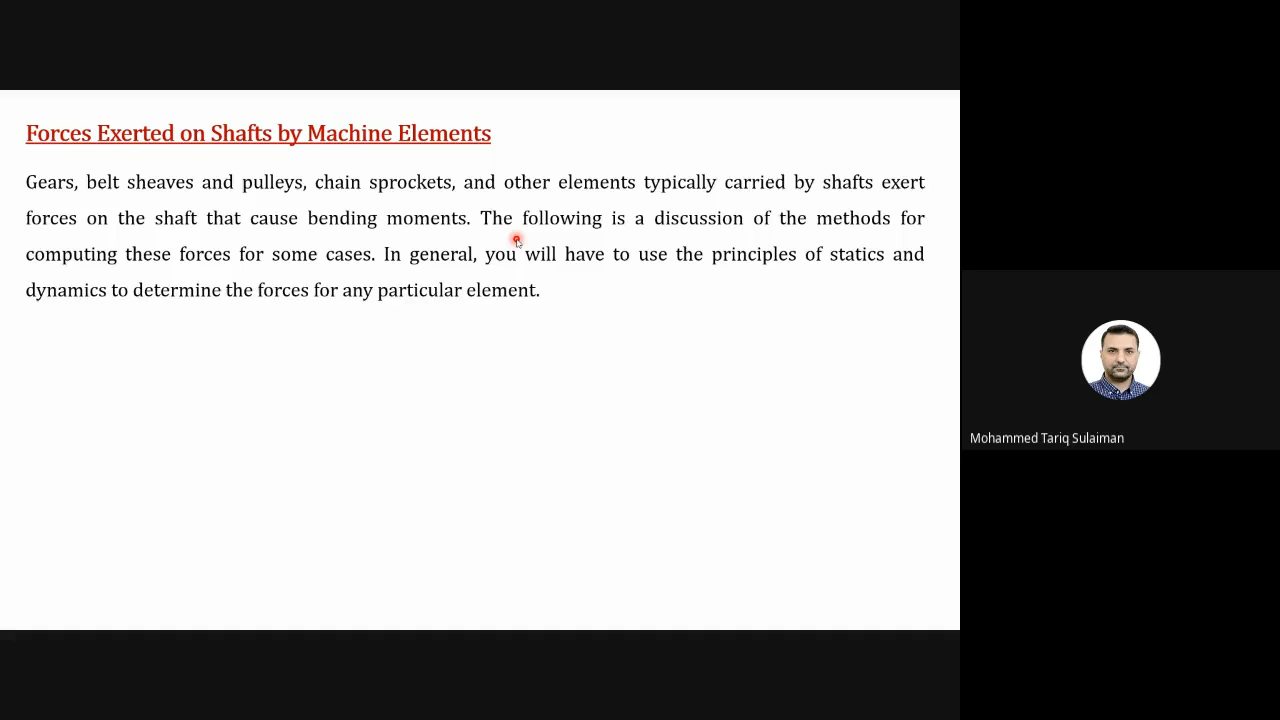 Forces Exerted on Shafts by Machine Elements
Gears, belt sheaves and pulleys, chain sprockets, and other elements typically carried by shafts exert
forces on the shaft that cause bending moments. The following is a discussion of the methods for
computing these forces for some cases. In general, you will have to use the principles of statics and
dynamics to determine the forces for any particular element.
Mohammed Tariq Sulaiman